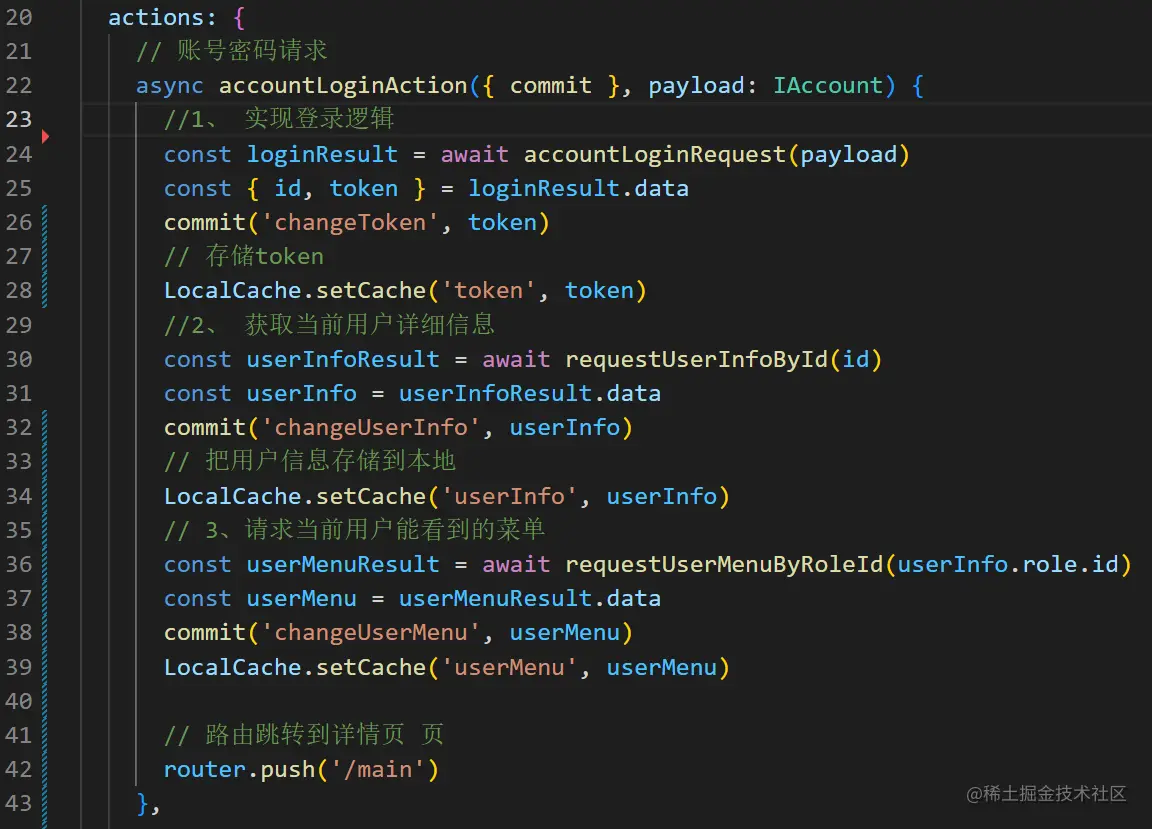 20 actions: {
21 // 账号密码请求
22 async accountLoginAction({ commit }, payload: IAccount) {
23 //1、 实现登录逻辑
24 const loginResult = await accountLoginRequest(payload)
25 const { id, token } = loginResult.data
26 commit('changeToken', token)
27 // 存储token
28 LocalCache.setCache('token', token)
29 //2、 获取当前用户详细信息
30 const userInfoResult = await requestUserInfoById(id)
31 const userInfo = userInfoResult.data
32 commit('changeUserInfo', userInfo)
33 // 把用户信息存储到本地
34 LocalCache.setCache('userInfo', userInfo)
35 // 3、请求当前用户能看到的菜单
36 const userMenuResult = await requestUserMenuByRoleId(userInfo.role.id)
37 const userMenu = userMenuResult.data
38 commit('changeUserMenu', userMenu)
39 LocalCache.setCache('userMenu', userMenu)
40
41 // 路由跳转到详情页 页
42 router.push('/main')
43 },
@稀土掘金技术社区